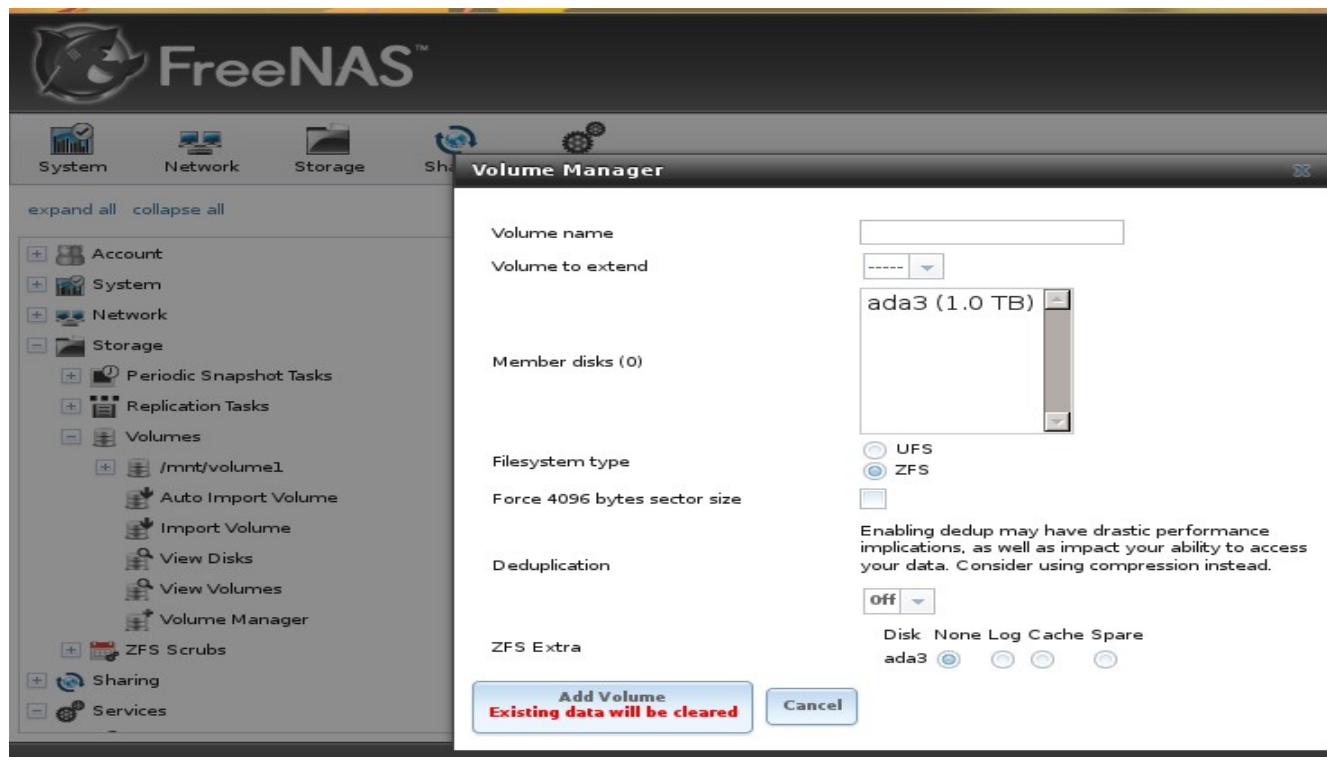 FreeNAS™
System Network Storage Sha
Volume Manager
expand all collapse all
Account
System
Network
Storage
Periodic Snapshot Tasks
Replication Tasks
Volumes
/mnt/volume1
Auto Import Volume
Import Volume
View Disks
View Volumes
Volume Manager
ZFS Scrubs
Sharing
Services
Volume name
Volume to extend -----
Member disks (0) ada3 (1.0 TB)
Filesystem type UFS
ZFS
Force 4096 bytes sector size
Deduplication
Enabling dedup may have drastic performance
implications, as well as impact your ability to access
your data. Consider using compression instead.
Off
ZFS Extra
Disk None Log Cache Spare
ada3
Add Volume
Existing data will be cleared
Cancel